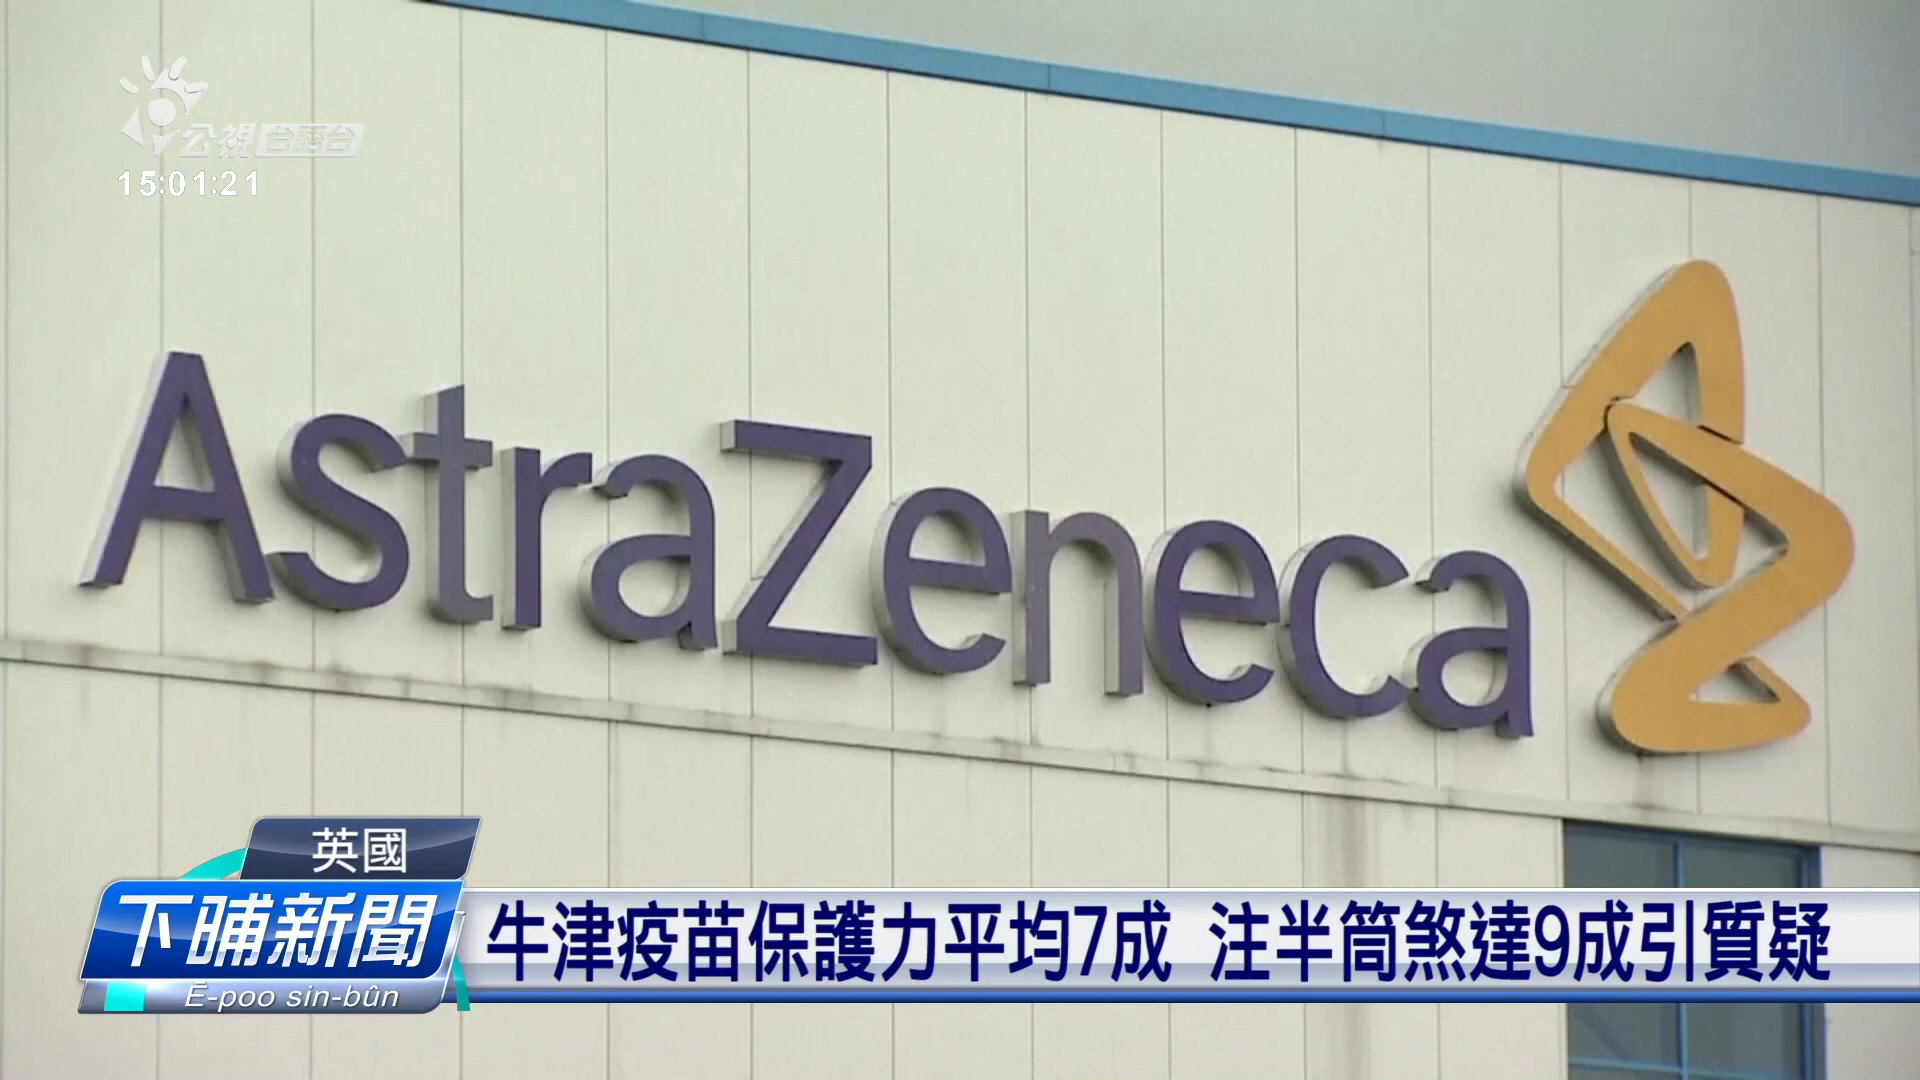 公視台語台
15:01:21
AstraZeneca
英國
下晡新聞
Ē-poo sin-bûn
牛津疫苗保護力平均7成 注半筒煞達9成引質疑